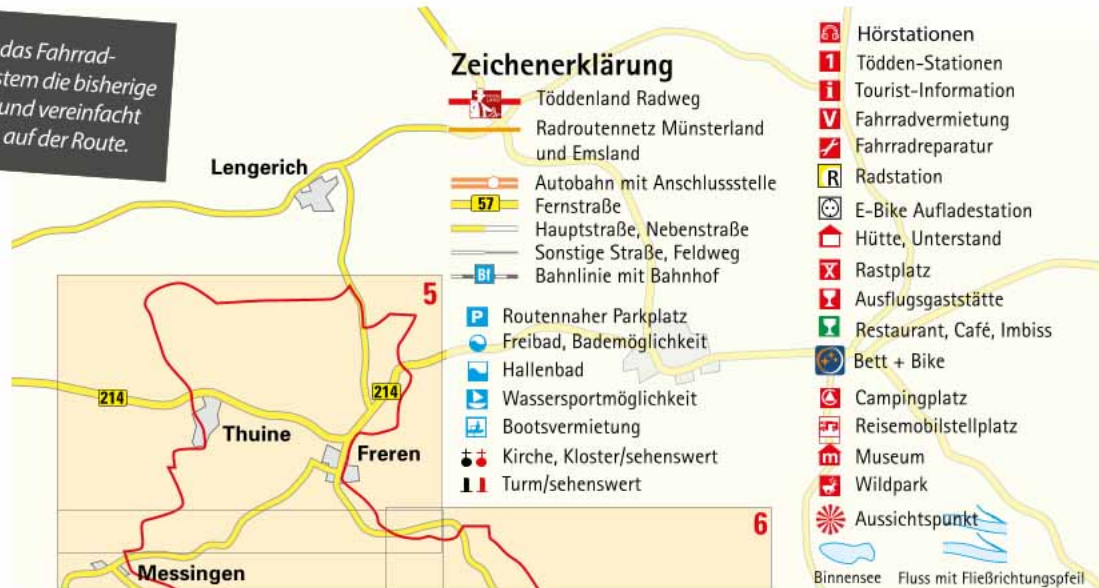 das Fahrrad-
die bisherige
und vereinfacht
auf der Route.
Zeichenerklärung
Töddenland Radweg
Radroutennetz Münsterland
und Emsland
Autobahn mit Anschlussstelle
57 Fernstraße
Hauptstraße, Nebenstraße
Sonstige Straße, Feldweg
Bf Bahnlinie mit Bahnhof
P Routennaher Parkplatz
Freibad, Bademöglichkeit
Hallenbad
Wassersportmöglichkeit
Bootsvermietung
Kirche, Kloster/sehenswert
Turm/sehenswert
Hörstationen
1 Tödden-Stationen
i Tourist-Information
V Fahrradvermietung
Fahrradreparatur
R Radstation
E-Bike Aufladestation
Hütte, Unterstand
Rastplatz
Ausflugsgaststätte
Restaurant, Café, Imbiss
Bett + Bike
Campingplatz
Reisemobilstellplatz
m Museum
Wildpark
Aussichtspunkt
Binnensee Fluss mit Fließrichtungspfeil
Lengerich
5
214
214
Thuine
Freren
6
Messingen